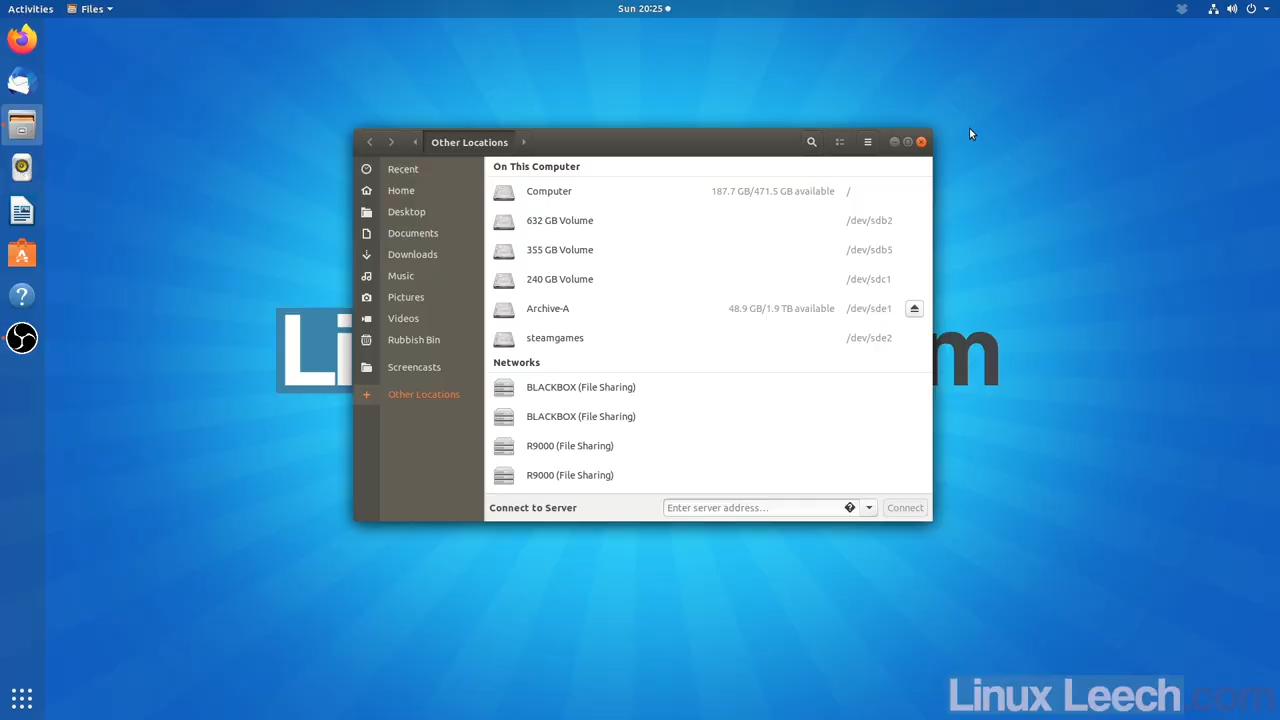 Activities Files Sun 20:25
Other Locations
Recent
Home
Desktop
Documents
Downloads
Music
Pictures
Videos
Rubbish Bin
Screencasts
Other Locations
On This Computer
Computer 187.7 GB/471.5 GB available /
632 GB Volume /dev/sdb2
355 GB Volume /dev/sdb5
240 GB Volume /dev/sdc1
Archive-A 48.9 GB/1.9 TB available /dev/sde1
steamgames /dev/sde2
Networks
BLACKBOX (File Sharing)
BLACKBOX (File Sharing)
R9000 (File Sharing)
R9000 (File Sharing)
Connect to Server Enter server address... Connect
Linux Leech.com